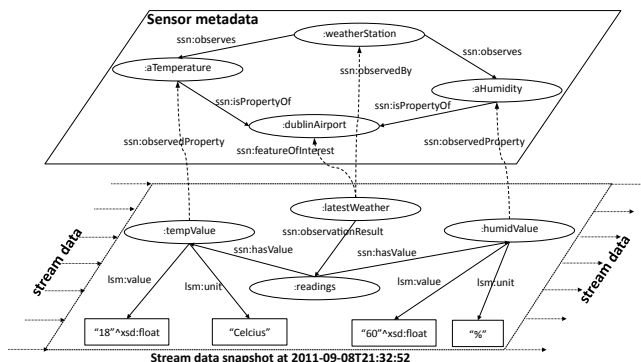 Sensor metadata
:weatherStation
ssn:observes
ssn:observes
:aTemperature
ssn:observedBy
:aHumidity
ssn:isPropertyOf
ssn:isPropertyOf
:dublinAirport
ssn:observedProperty
ssn:featureOfInterest
ssn:observedProperty
:latestWeather
:tempValue
ssn:observationResult
:humidValue
ssn:hasValue
ssn:hasValue
stream data
stream data
:readings
lsm:value
lsm:unit
lsm:value
lsm:unit
"18"^xsd:float
"Celcius"
"60"^xsd:float
"%"
Stream data snapshot at 2011-09-08T21:32:52